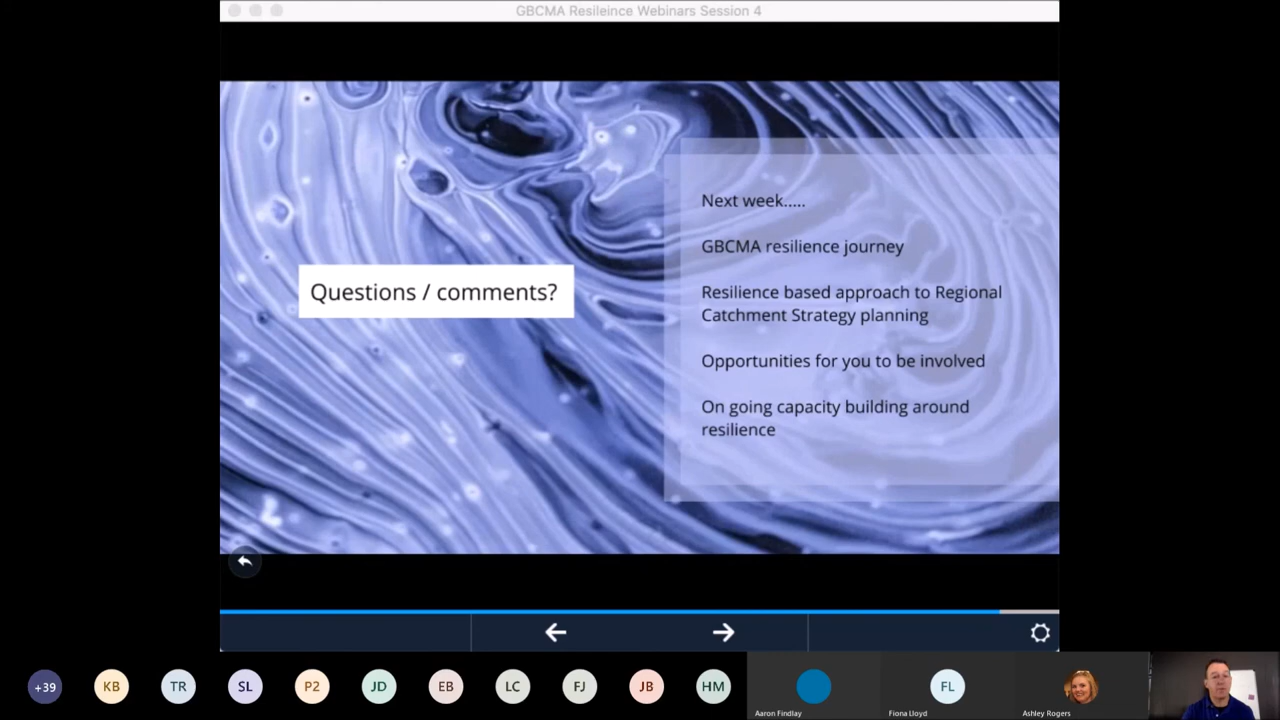 GBCMA Resileince Webinars Session 4
Questions / comments?
Next week.....
GBCMA resilience journey
Resilience based approach to Regional
Catchment Strategy planning
Opportunities for you to be involved
On going capacity building around
resilience
+39
KB
TR
SL
P2
JD
EB
LC
FJ
JB
HM
FL
Aaron Findlay
Fiona Lloyd
Ashley Rogers